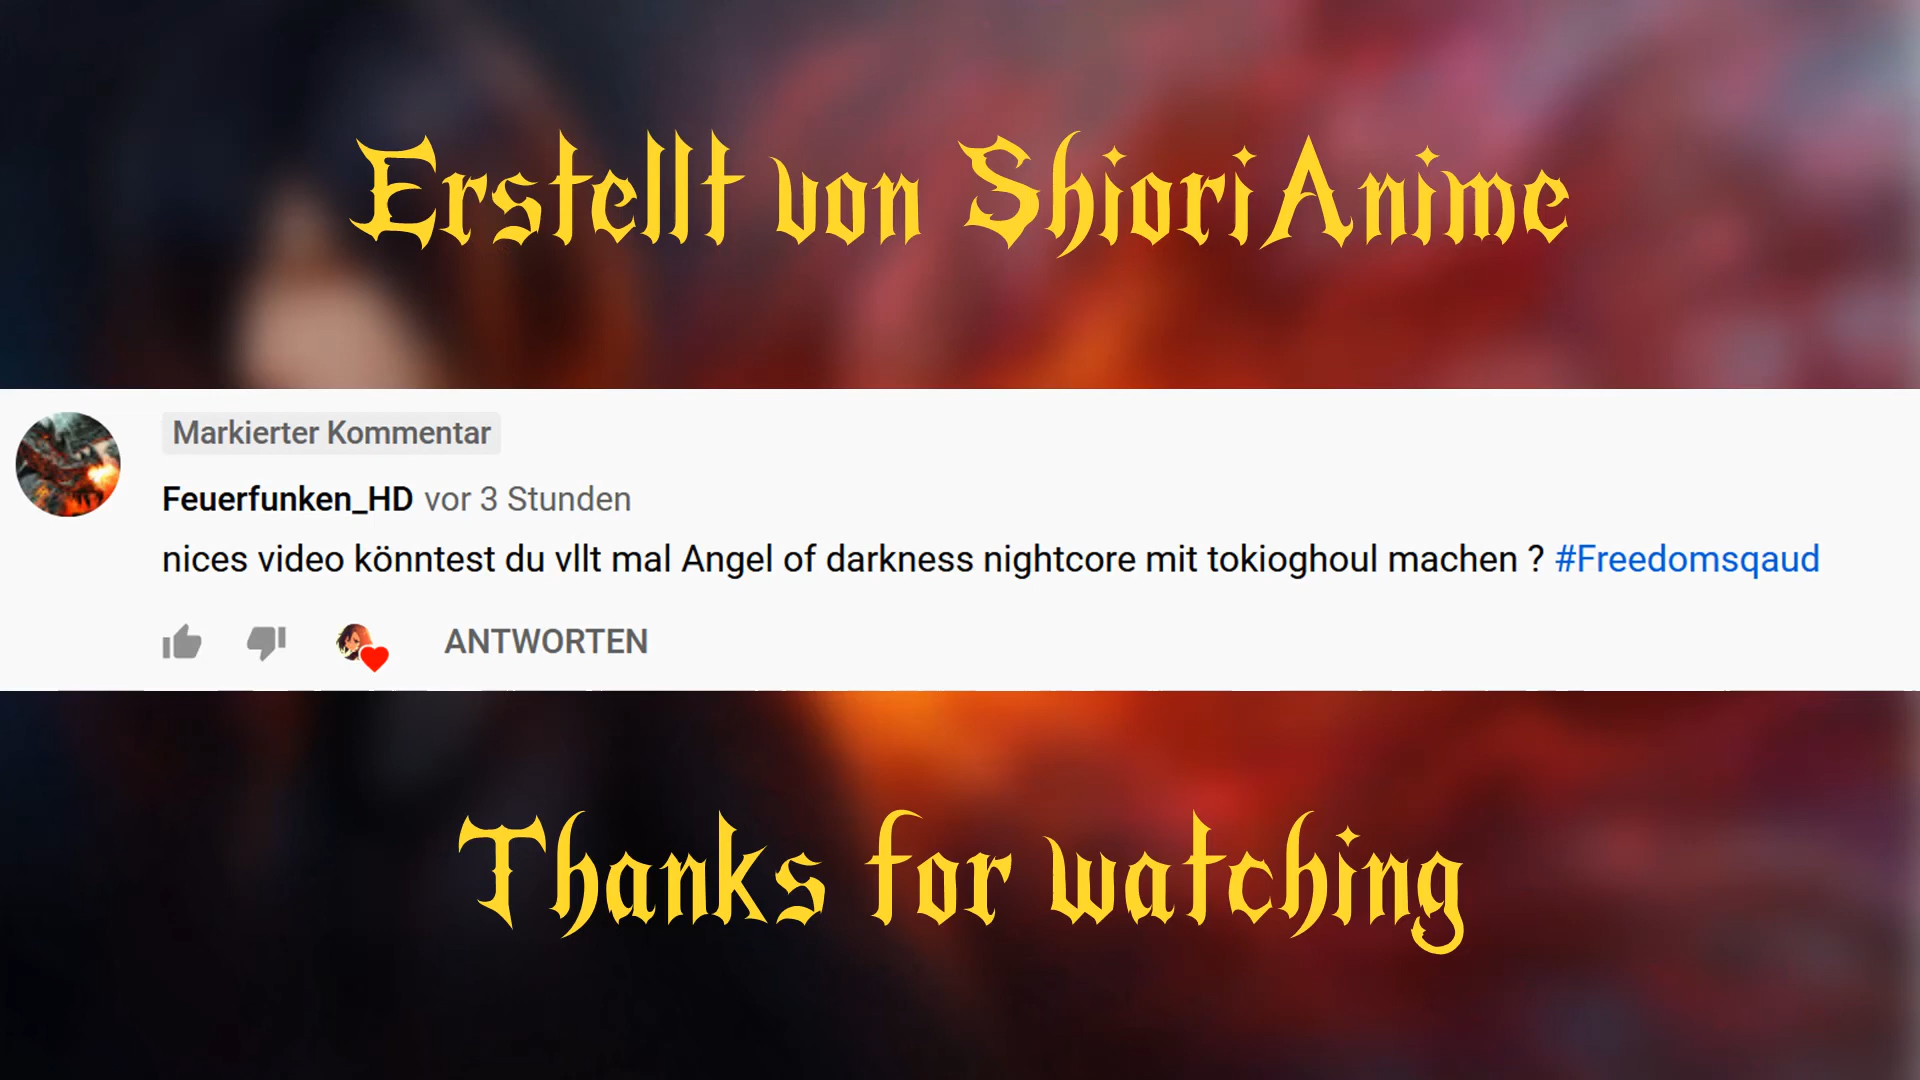 Erstellt von ShioriAnime
Markierter Kommentar
Feuerfunken_HD vor 3 Stunden
nices video könntest du vllt mal Angel of darkness nightcore mit tokioghoul machen ? #Freedomsqaud
ANTWORTEN
Thanks for watching